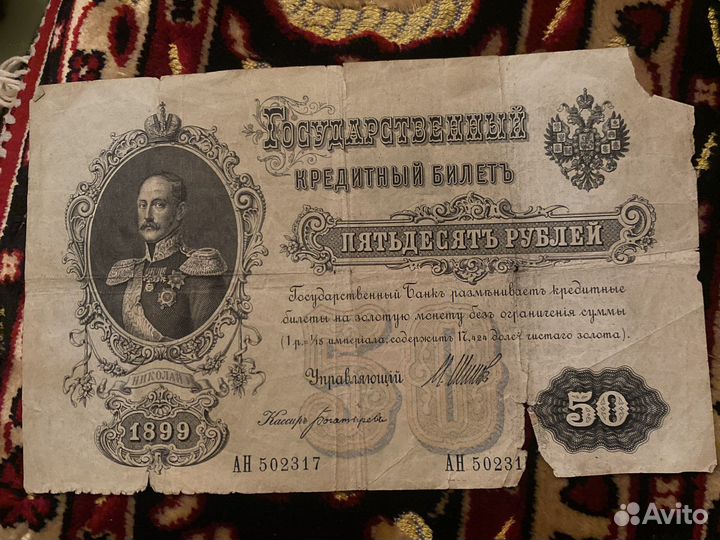 Государственный
кредитный билетъ
пятьдесятъ рублей
Государственный Банкъ размѣниваетъ кредитные
билеты на золотую монету безъ ограниченія суммы
(1 р.= 1/15 имперіала, содержитъ 17,424 долей чистаго золота).
Управляющій
Кассиръ
НИКОЛАЙ I
1899
50
50
АН 502317
АН 50231
Avito